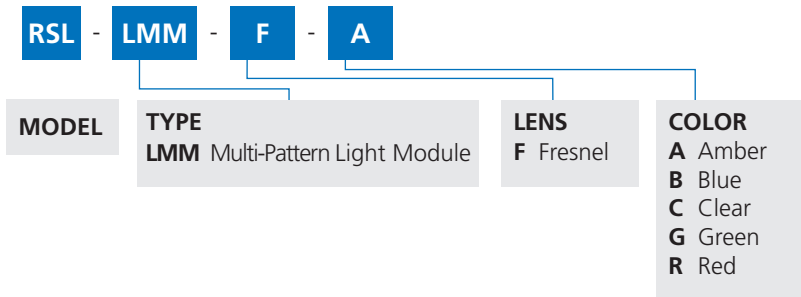 RSL - LMM - F - A
MODEL
TYPE
LMM Multi-Pattern Light Module
LENS
F Fresnel
COLOR
A Amber
B Blue
C Clear
G Green
R Red